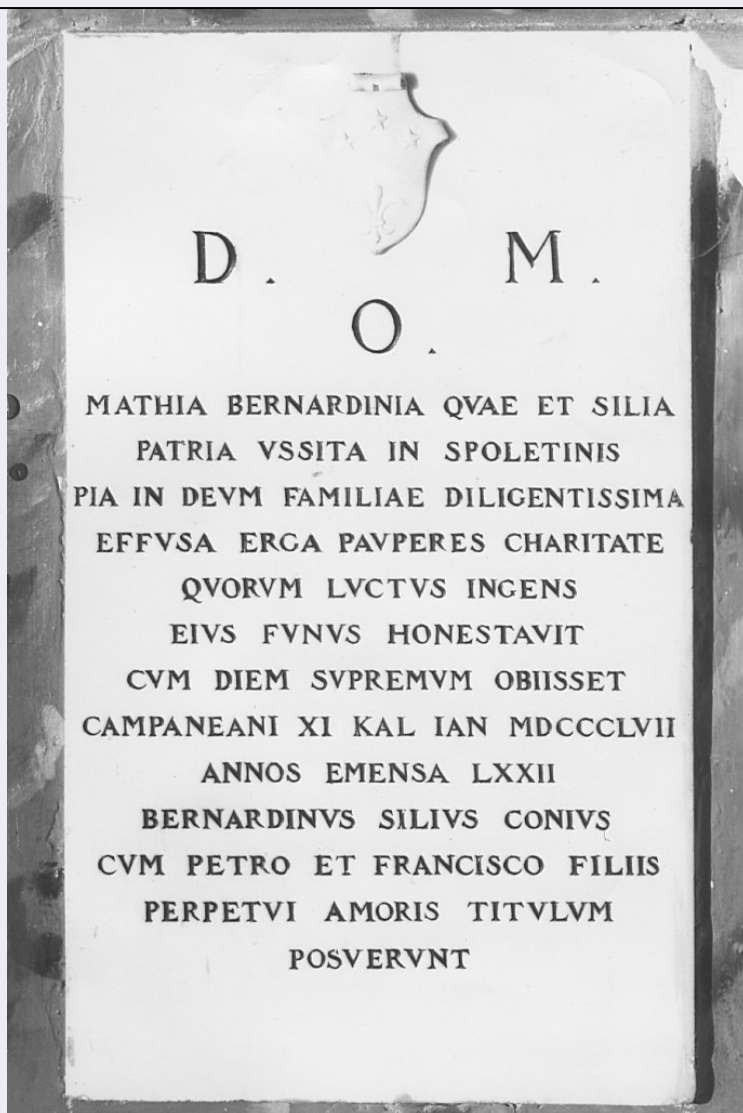 D. M.
O.
MATHIA BERNARDINIA QVAE ET SILIA
PATRIA VSSITA IN SPOLETINIS
PIA IN DEVM FAMILIAE DILIGENTISSIMA
EFFVSA ERGA PAVPERES CHARITATE
QVORVM LVCTVS INGENS
EIVS FVNVS HONESTAVIT
CVM DIEM SVPREMVM OBIISSET
CAMPANEANI XI KAL IAN MDCCCLVII
ANNOS EMENSA LXXII
BERNARDINVS SILIVS CONIVS
CVM PETRO ET FRANCISCO FILIIS
PERPETVI AMORIS TITVLVM
POSVERVNT